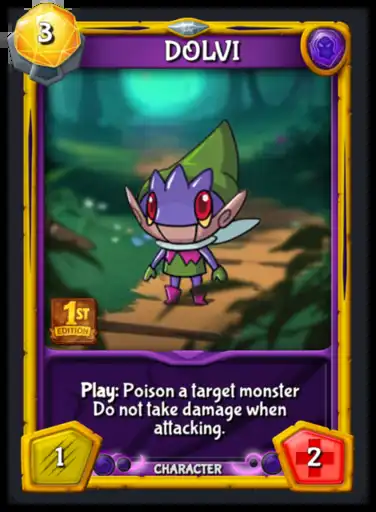 3
DOLVI
1ST
EDITION
Play: Poison a target monster
Do not take damage when
attacking.
1
2
CHARACTER